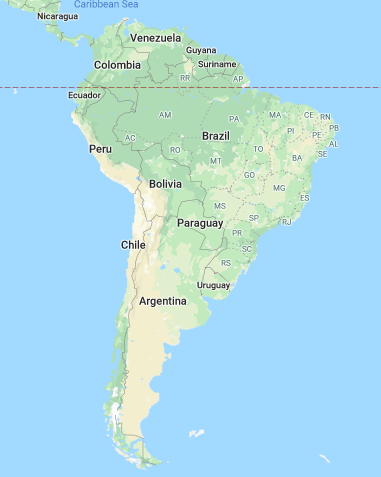 Caribbean Sea
Nicaragua
Venezuela
Guyana
Colombia
Suriname
RR
AP
Ecuador
AM
PA
MA
CE
RN
PB
PI
PE
AC
Brazil
AL
Peru
RO
TO
SE
MT
BA
GO
Bolivia
MG
ES
MS
SP
RJ
Paraguay
PR
Chile
SC
RS
Uruguay
Argentina